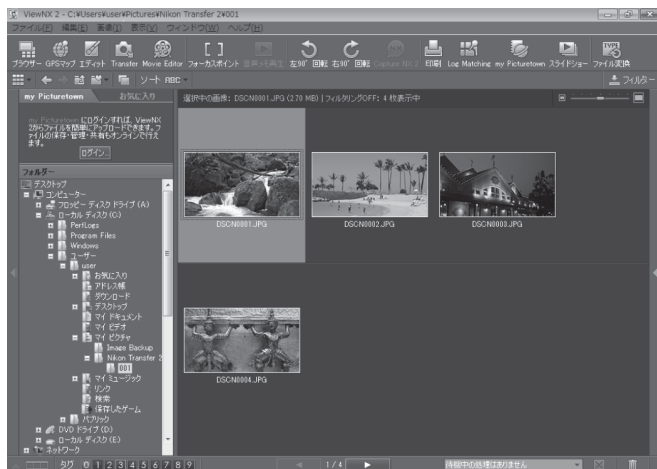 ViewNX 2 - C:¥Users¥user¥Pictures¥Nikon Transfer 2¥001
ファイル(F) 編集(E) 画像(I) 表示(V) ウィンドウ(W) ヘルプ(H)
ブラウザー GPSマップ エディット Transfer Movie Editor フォーカスポイント 音声メモ再生 左90° 回転 右90° 回転 Capture NX 2 印刷 Log Matching my Picturetown スライドショー ファイル変換
ソート ABC フィルター
my Picturetown お気に入り
選択中の画像: DSCN0001.JPG (2.70 MB) | フィルタリングOFF: 4 枚表示中
my Picturetown にログインすれば、ViewNX
2からファイルを簡単にアップロードできます。フ
ァイルの保存・管理・共有もオンラインで行え
ます。
ログイン...
フォルダー
デスクトップ
コンピューター
フロッピー ディスク ドライブ (A)
ローカル ディスク (C)
PerfLogs
Program Files
Windows
ユーザー
user
お気に入り
アドレス帳
ダウンロード
デスクトップ
マイ ドキュメント
マイ ビデオ
マイ ピクチャ
Image Backup
Nikon Transfer 2
001
マイ ミュージック
リンク
検索
保存したゲーム
パブリック
DVD ドライブ (D)
ローカル ディスク (E)
ネットワーク
DSCN0001.JPG
DSCN0002.JPG
DSCN0003.JPG
DSCN0004.JPG
タグ 0 1 2 3 4 5 6 7 8 9
1 / 4
待機中の処理はありません